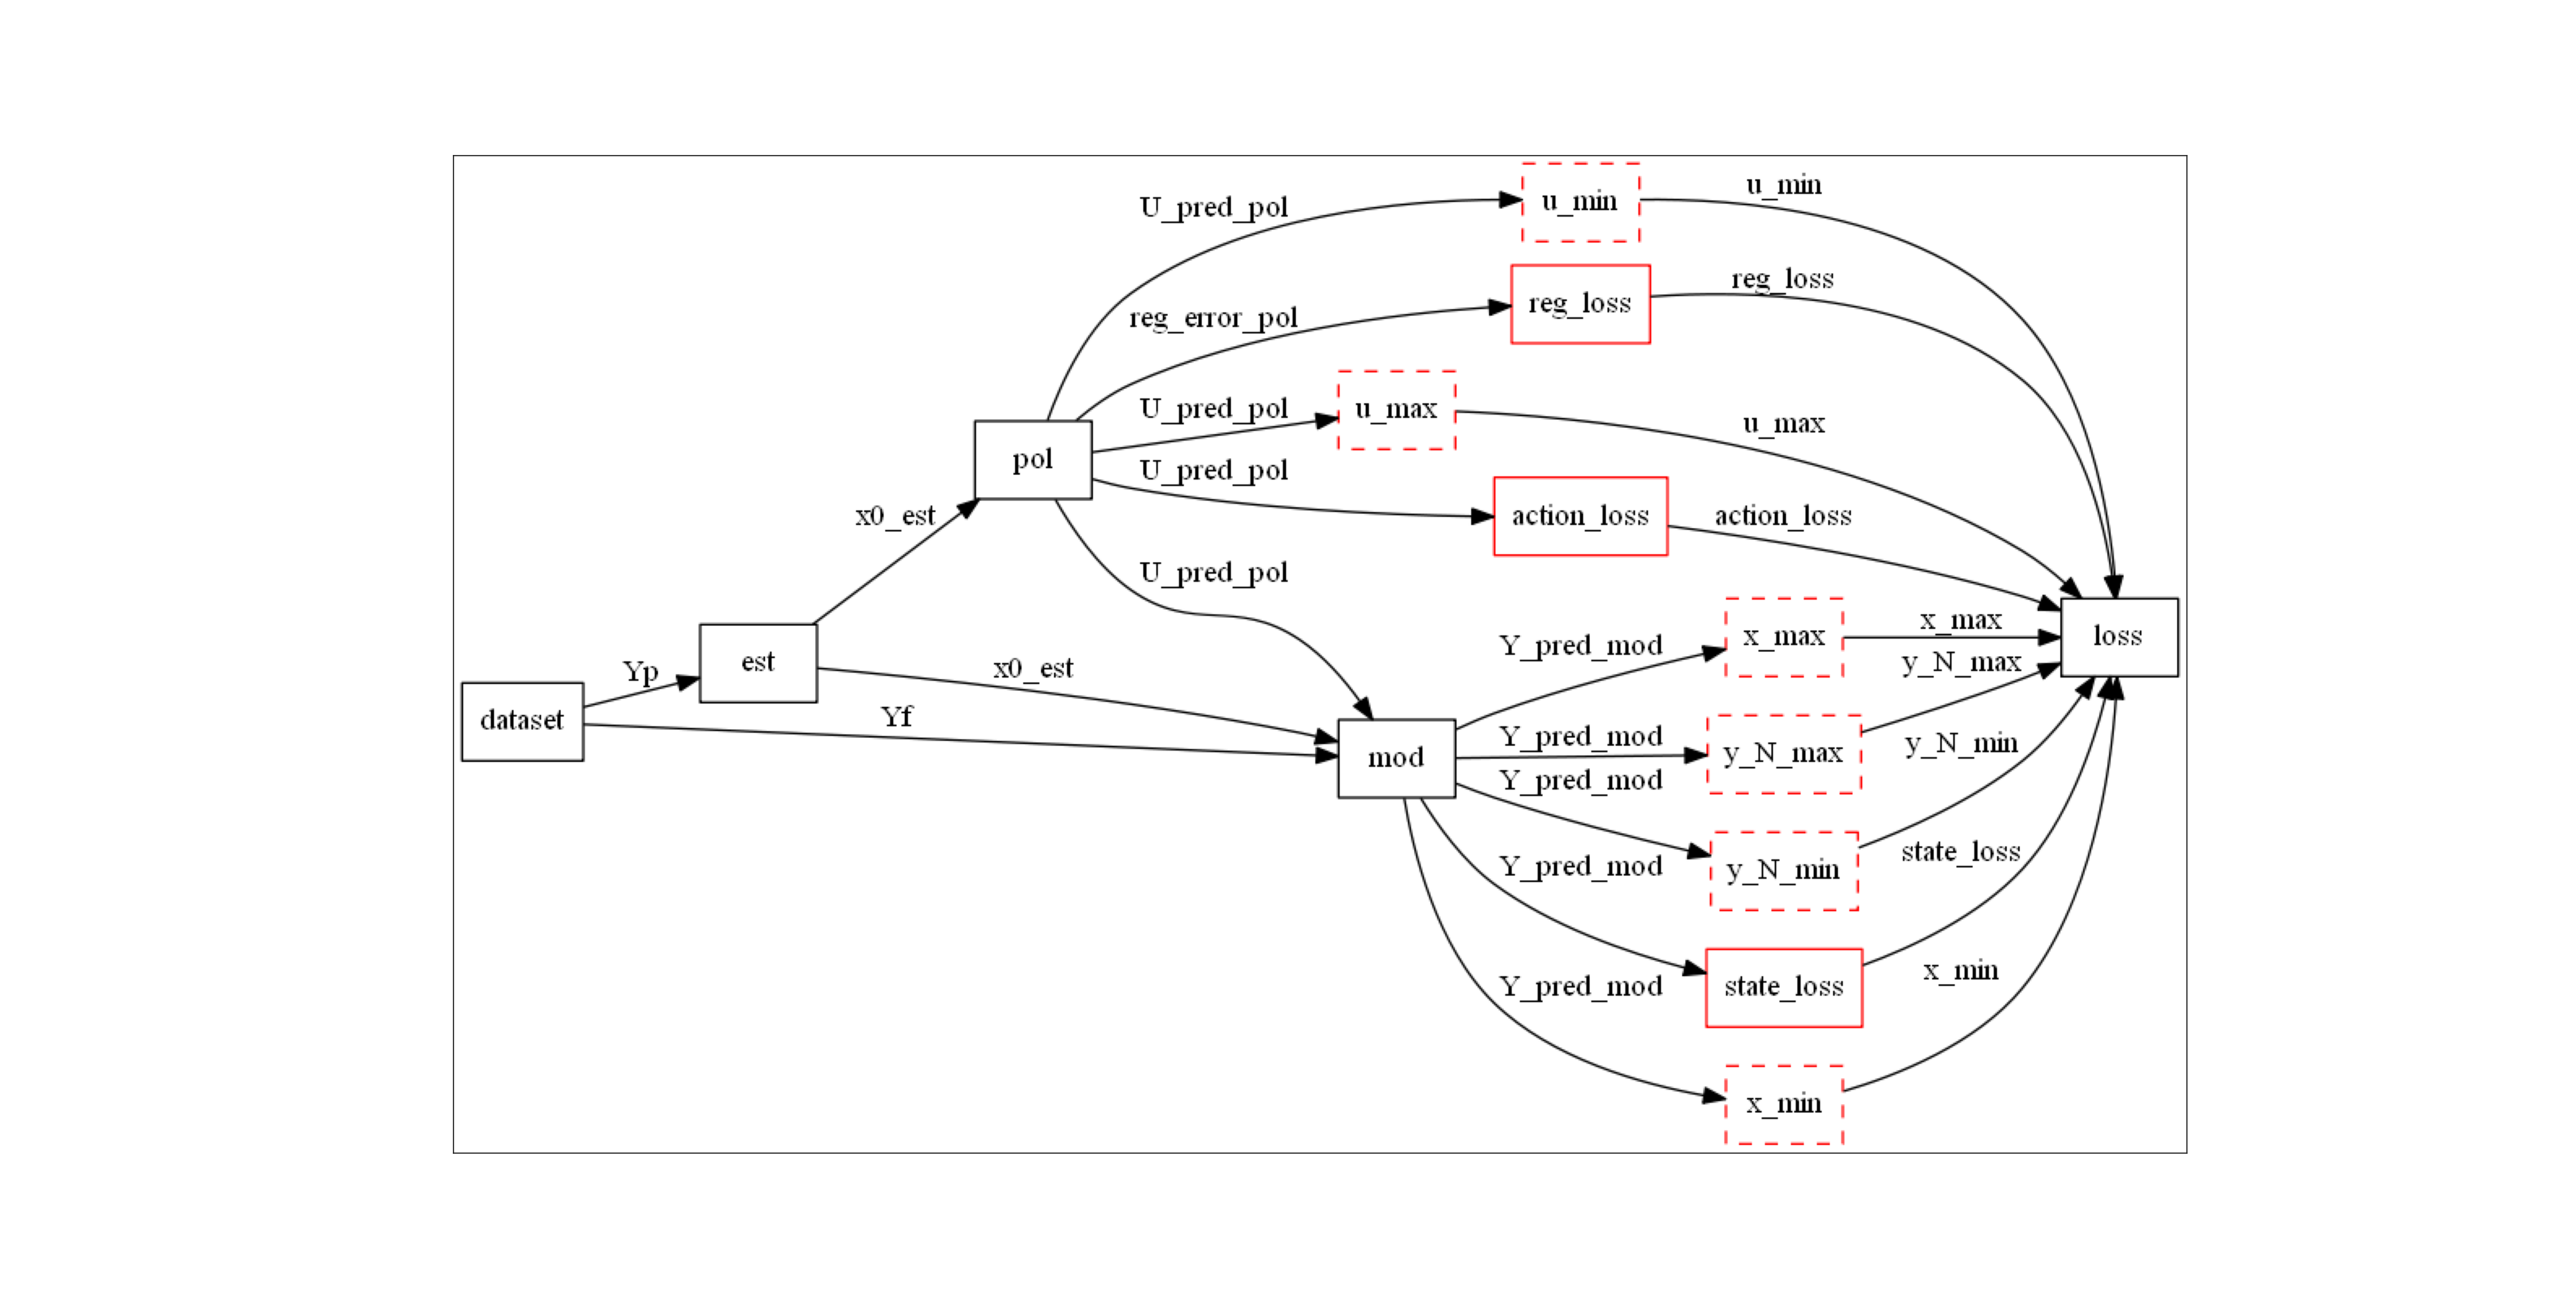 U_pred_pol
u_min
u_min
reg_error_pol
reg_loss
reg_loss
U_pred_pol
u_max
u_max
pol
U_pred_pol
action_loss
action_loss
x0_est
U_pred_pol
Yp
est
x0_est
dataset
Yf
mod
Y_pred_mod
x_max
x_max
loss
Y_pred_mod
y_N_max
y_N_max
Y_pred_mod
y_N_min
y_N_min
Y_pred_mod
state_loss
state_loss
Y_pred_mod
x_min
x_min